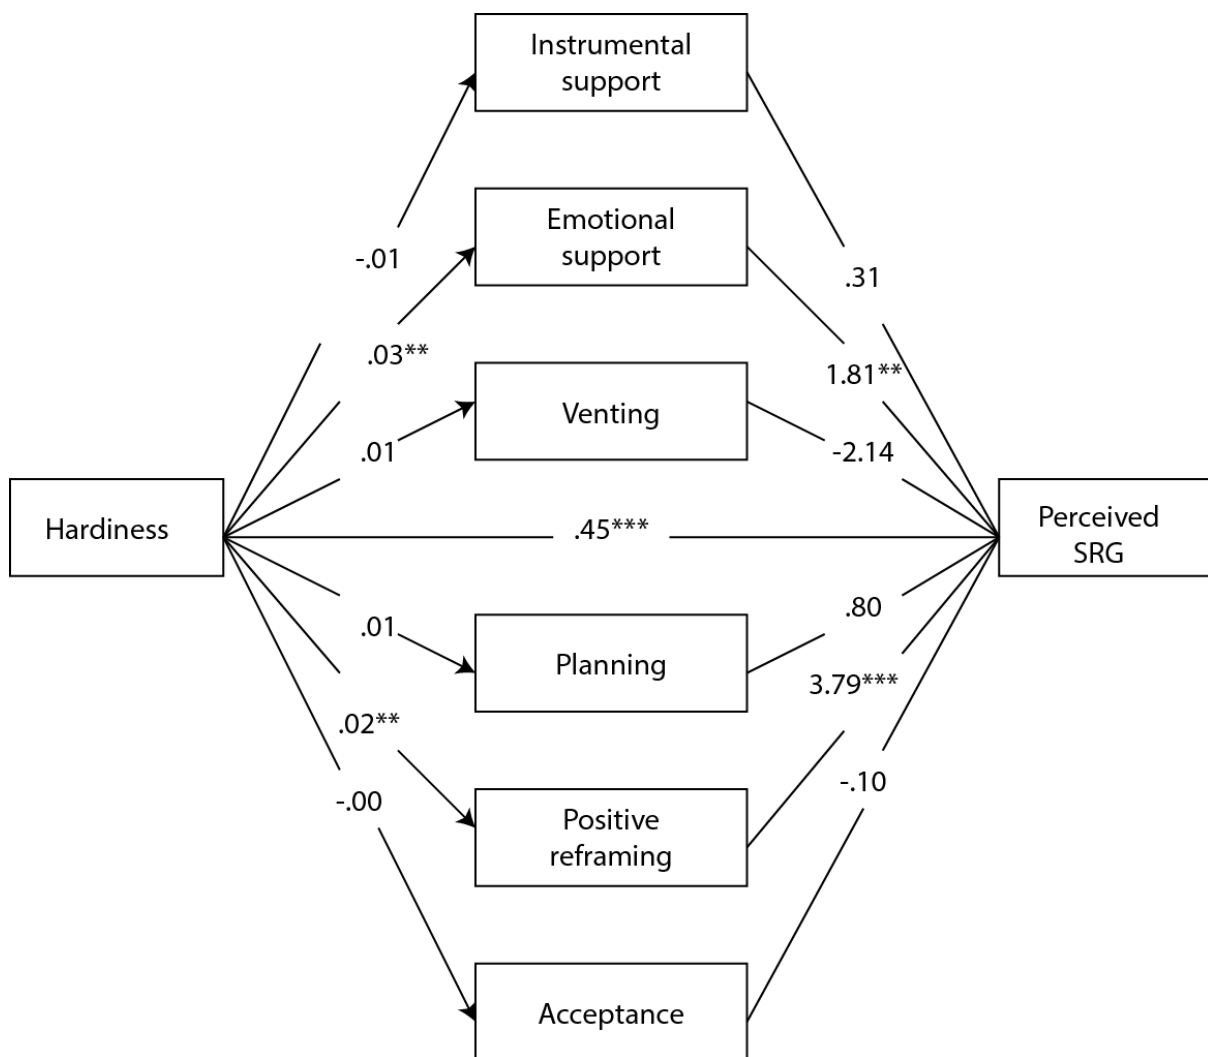 Instrumental
support
-.01
.31
Emotional
support
.03**
1.81**
Venting
.01
-2.14
Hardiness
.45***
Perceived
SRG
.01
Planning
.80
.02**
3.79***
Positive
reframing
-.00
-.10
Acceptance